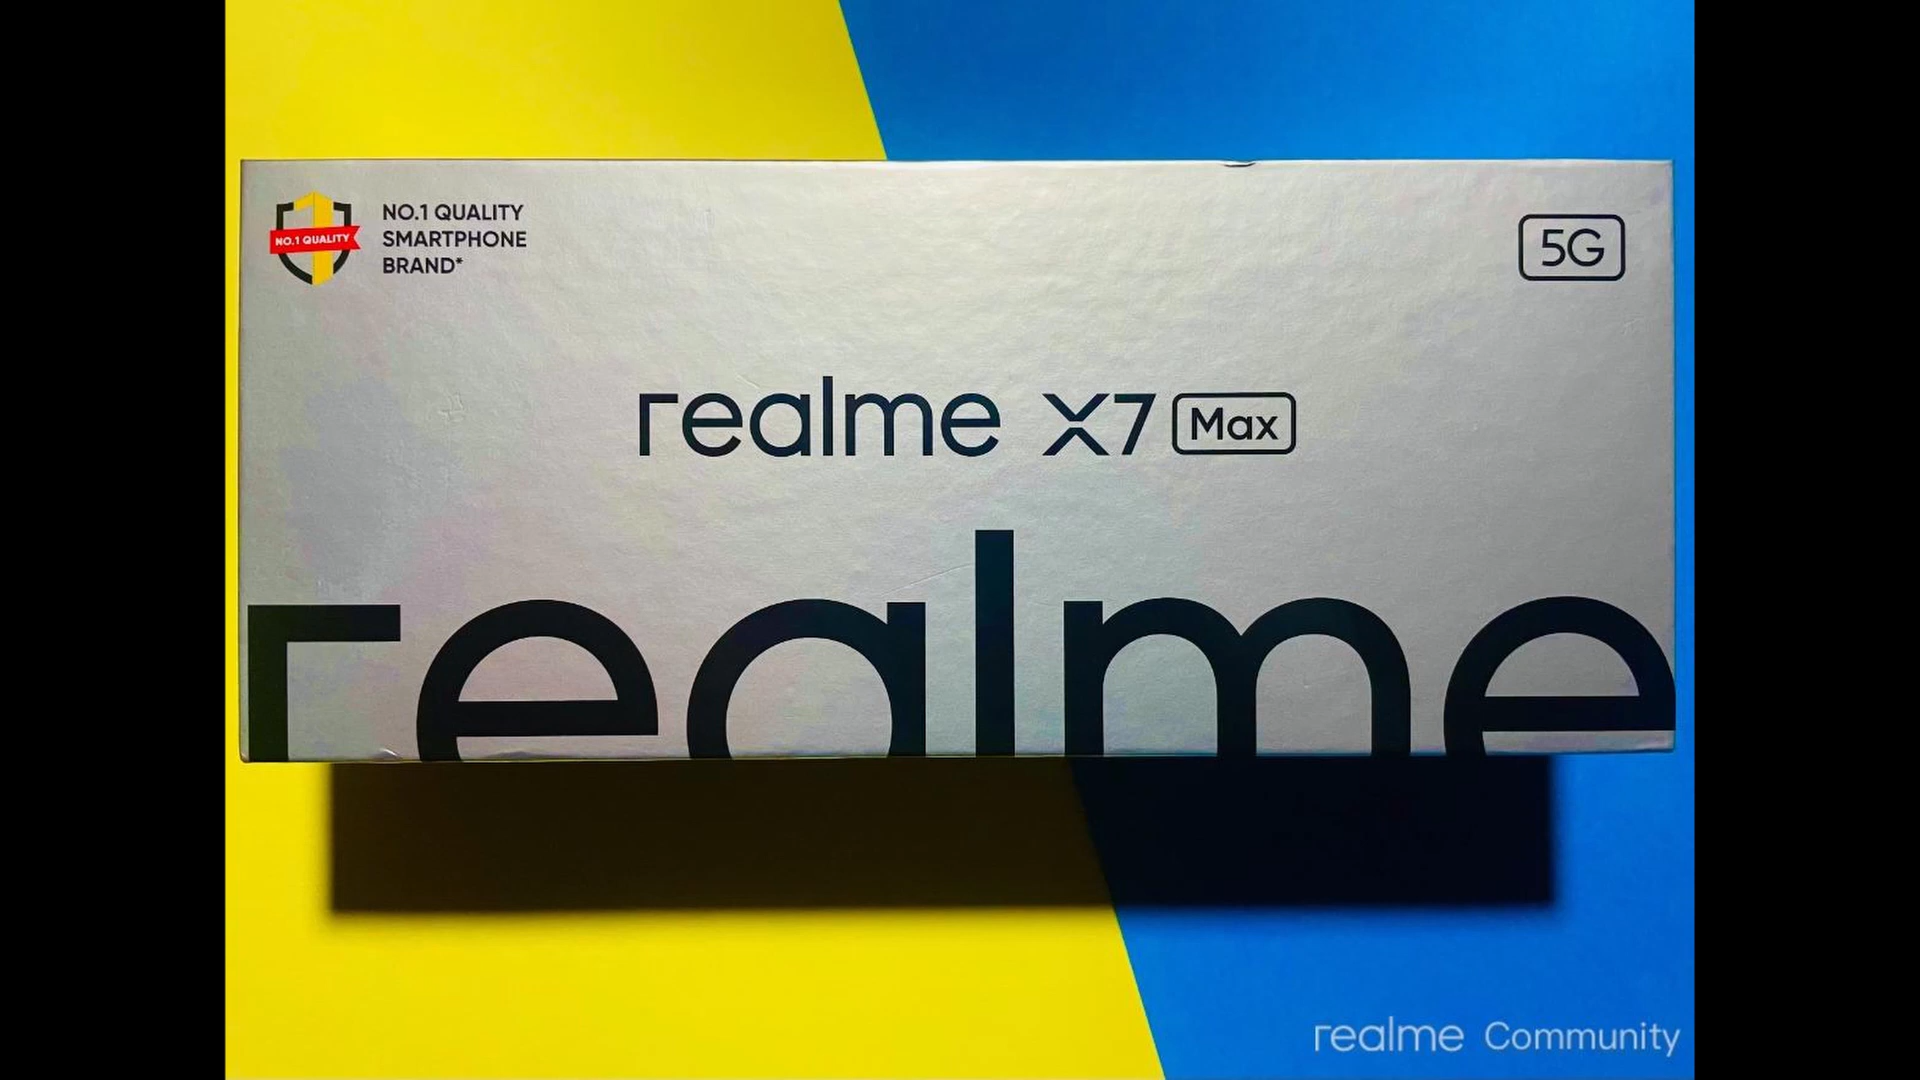 NO.1 QUALITY
NO.1 QUALITY
SMARTPHONE
BRAND*
5G
realme X7 Max
realme
realme Community